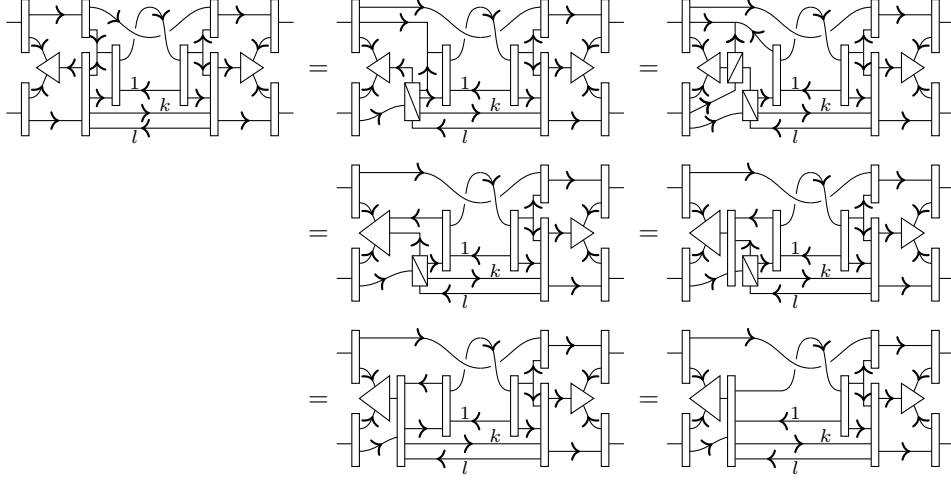 1 = 1 = 1
k k k
l l l
= 1 = 1
k k
l l
= 1 = 1
k k
l l